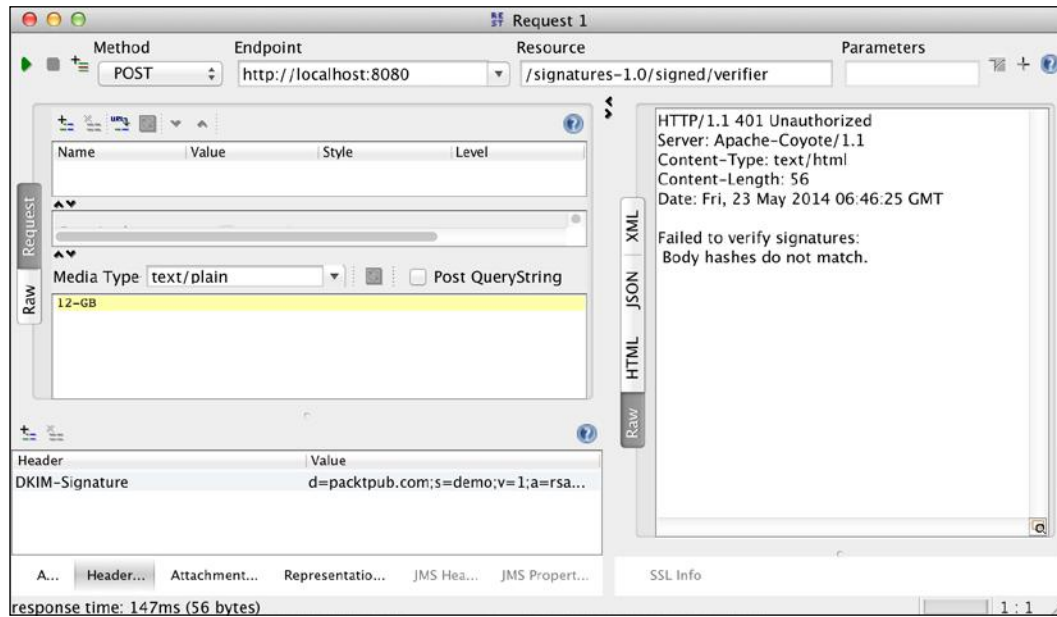 Request 1
Method
Endpoint
Resource
Parameters
POST
http://localhost:8080
/signatures-1.0/signed/verifier
Name Value Style Level
Request
Raw
Media Type text/plain Post QueryString
12-GB
Header Value
DKIM-Signature d=packtpub.com;s=demo;v=1;a=rsa...
A... Header... Attachment... Representatio... JMS Hea... JMS Propert...
XML
JSON
HTML
Raw
HTTP/1.1 401 Unauthorized
Server: Apache-Coyote/1.1
Content-Type: text/html
Content-Length: 56
Date: Fri, 23 May 2014 06:46:25 GMT
Failed to verify signatures:
Body hashes do not match.
SSL Info
response time: 147ms (56 bytes)
1 : 1